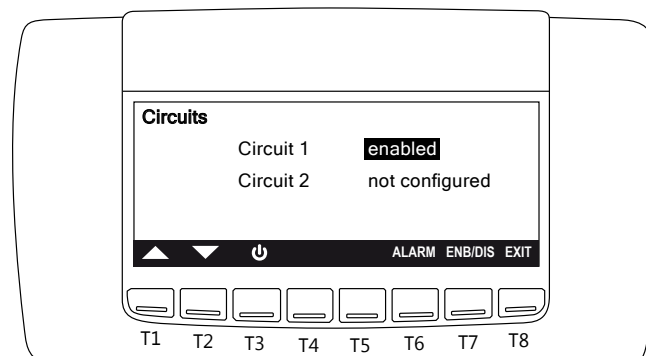 Circuits
Circuit 1 enabled
Circuit 2 not configured
ALARM ENB/DIS EXIT
T1 T2 T3 T4 T5 T6 T7 T8